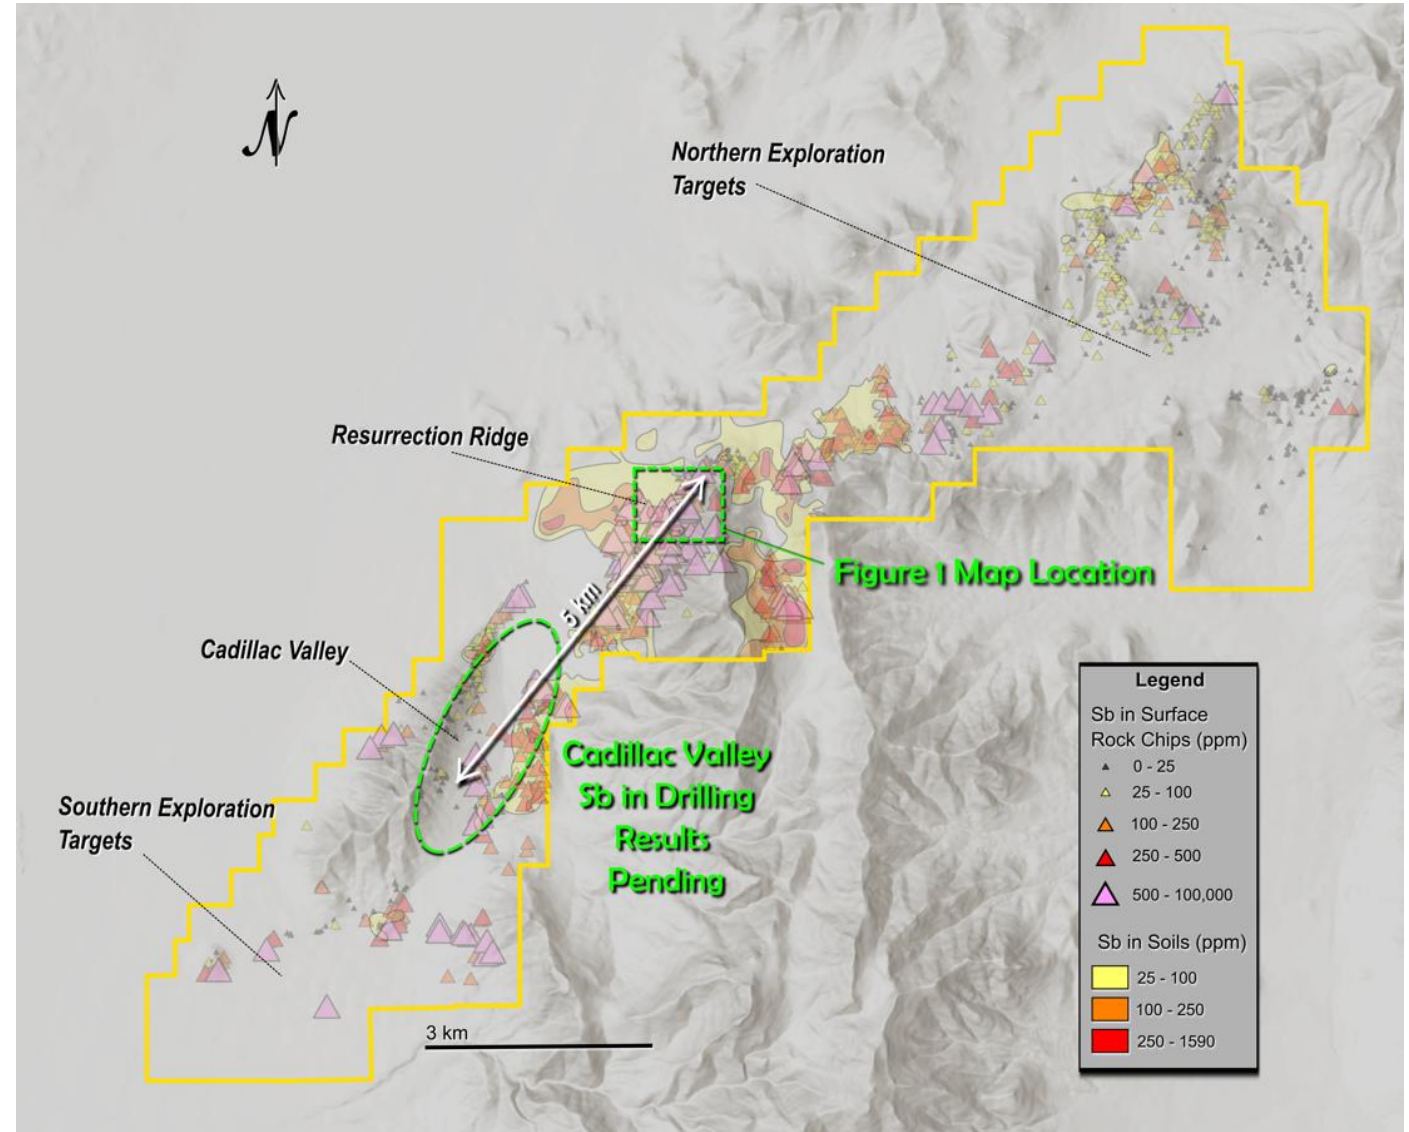 N
Northern Exploration
Targets
Resurrection Ridge
Figure 1 Map Location
5 km
Cadillac Valley
Cadillac Valley
Sb in Drilling
Results
Pending
Southern Exploration
Targets
3 km
Legend
Sb in Surface
Rock Chips (ppm)
0 - 25
25 - 100
100 - 250
250 - 500
500 - 100,000
Sb in Soils (ppm)
25 - 100
100 - 250
250 - 1590